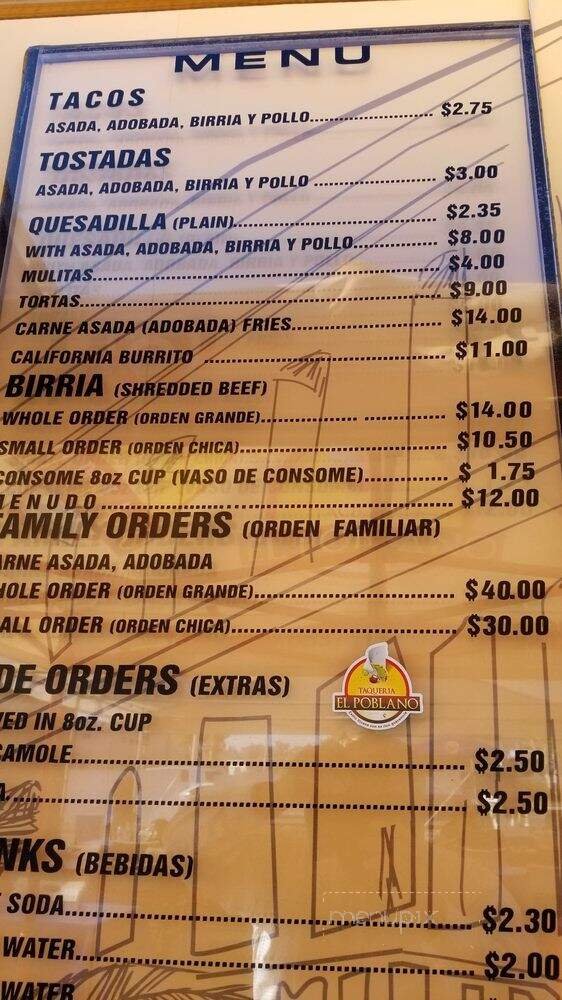 MENU
TACOS
ASADA, ADOBADA, BIRRIA Y POLLO........................ $2.75
TOSTADAS
ASADA, ADOBADA, BIRRIA Y POLLO ........................ $3.00
QUESADILLA (PLAIN)........................................ $2.35
WITH ASADA, ADOBADA, BIRRIA Y POLLO................ $8.00
MULITAS.................................................................... $4.00
TORTAS..................................................................... $9.00
CARNE ASADA (ADOBADA) FRIES............................. $14.00
CALIFORNIA BURRITO ............................................... $11.00
BIRRIA (SHREDDED BEEF)
WHOLE ORDER (ORDEN GRANDE)................... ................ $14.00
SMALL ORDER (ORDEN CHICA)........................................ $10.50
CONSOME 8oz CUP (VASO DE CONSOME)................ $ 1.75
MENUDO.................................................................... $12.00
FAMILY ORDERS (ORDEN FAMILIAR)
ARNE ASADA, ADOBADA
HOLE ORDER (ORDEN GRANDE)........................................ $40.00
ALL ORDER (ORDEN CHICA)............................................ $30.00
DE ORDERS (EXTRAS)
VED IN 8oz. CUP
CAMOLE.................................................................... $2.50
A............................................................................ $2.50
TAQUERIA
EL POBLANO
NKS (BEBIDAS)
SODA........................................................................ $2.30
WATER...................................................................... $2.00
WATER
menupix